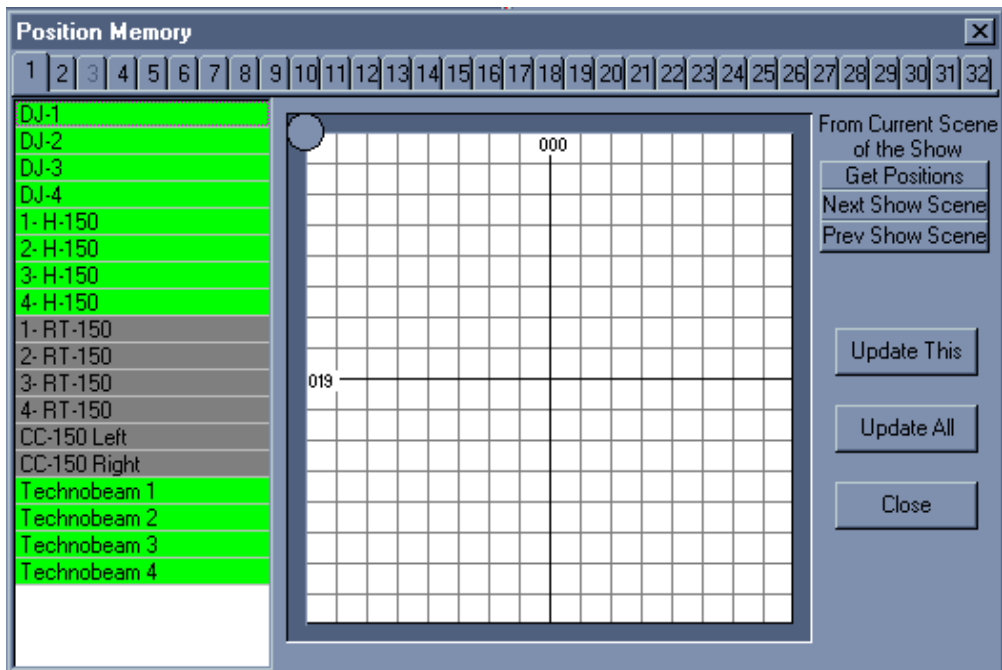 Position Memory
1 2 3 4 5 6 7 8 9 10 11 12 13 14 15 16 17 18 19 20 21 22 23 24 25 26 27 28 29 30 31 32
DJ-1
DJ-2
DJ-3
DJ-4
1- H-150
2- H-150
3- H-150
4- H-150
1- RT-150
2- RT-150
3- RT-150
4- RT-150
CC-150 Left
CC-150 Right
Technobeam 1
Technobeam 2
Technobeam 3
Technobeam 4
000
019
From Current Scene
of the Show
Get Positions
Next Show Scene
Prev Show Scene
Update This
Update All
Close